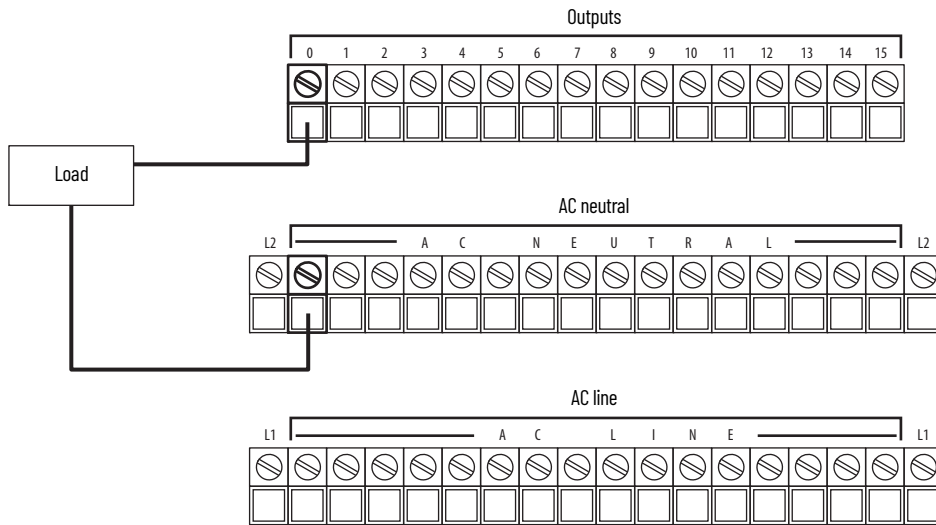 Outputs
0 1 2 3 4 5 6 7 8 9 10 11 12 13 14 15
Load
AC neutral
L2 A C N E U T R A L L2
AC line
L1 A C L I N E L1